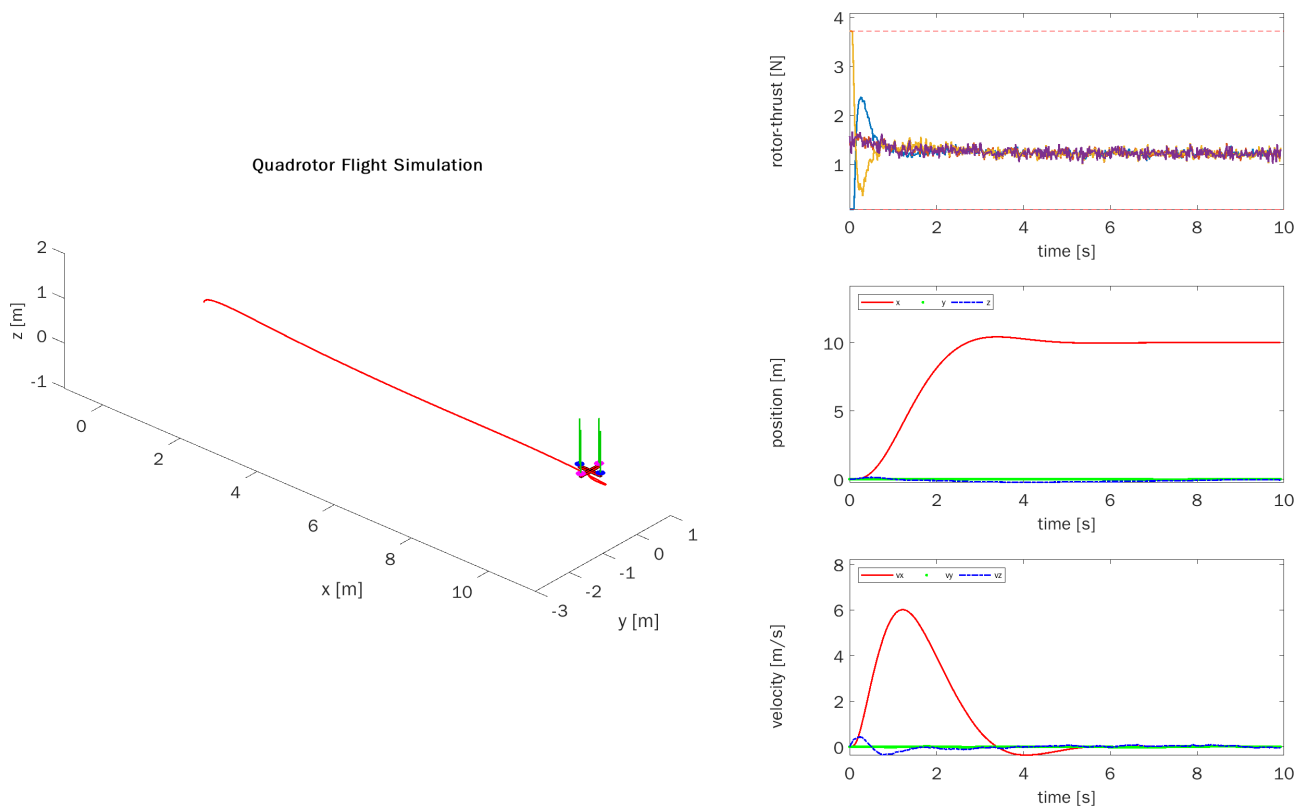 Quadrotor Flight Simulation
2
1
0
-1
z [m]
0
2
4
6
8
10
x [m]
-3
-2
-1
0
1
y [m]
4
3
2
1
rotor-thrust [N]
0 2 4 6 8 10
time [s]
x y z
10
5
0
position [m]
0 2 4 6 8 10
time [s]
vx vy vz
8
6
4
2
0
velocity [m/s]
0 2 4 6 8 10
time [s]